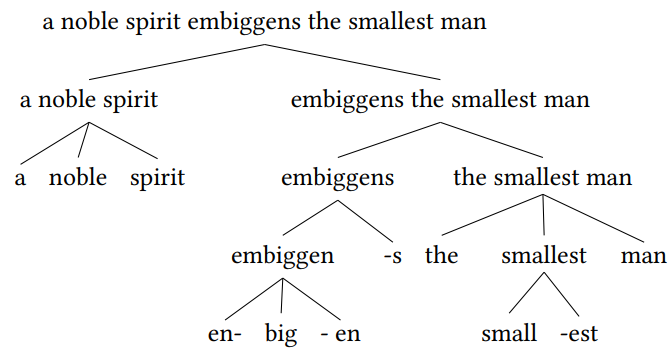 a noble spirit embiggens the smallest man
a noble spirit embiggens the smallest man
a noble spirit embiggens the smallest man
embiggen -s the smallest man
en- big - en small -est